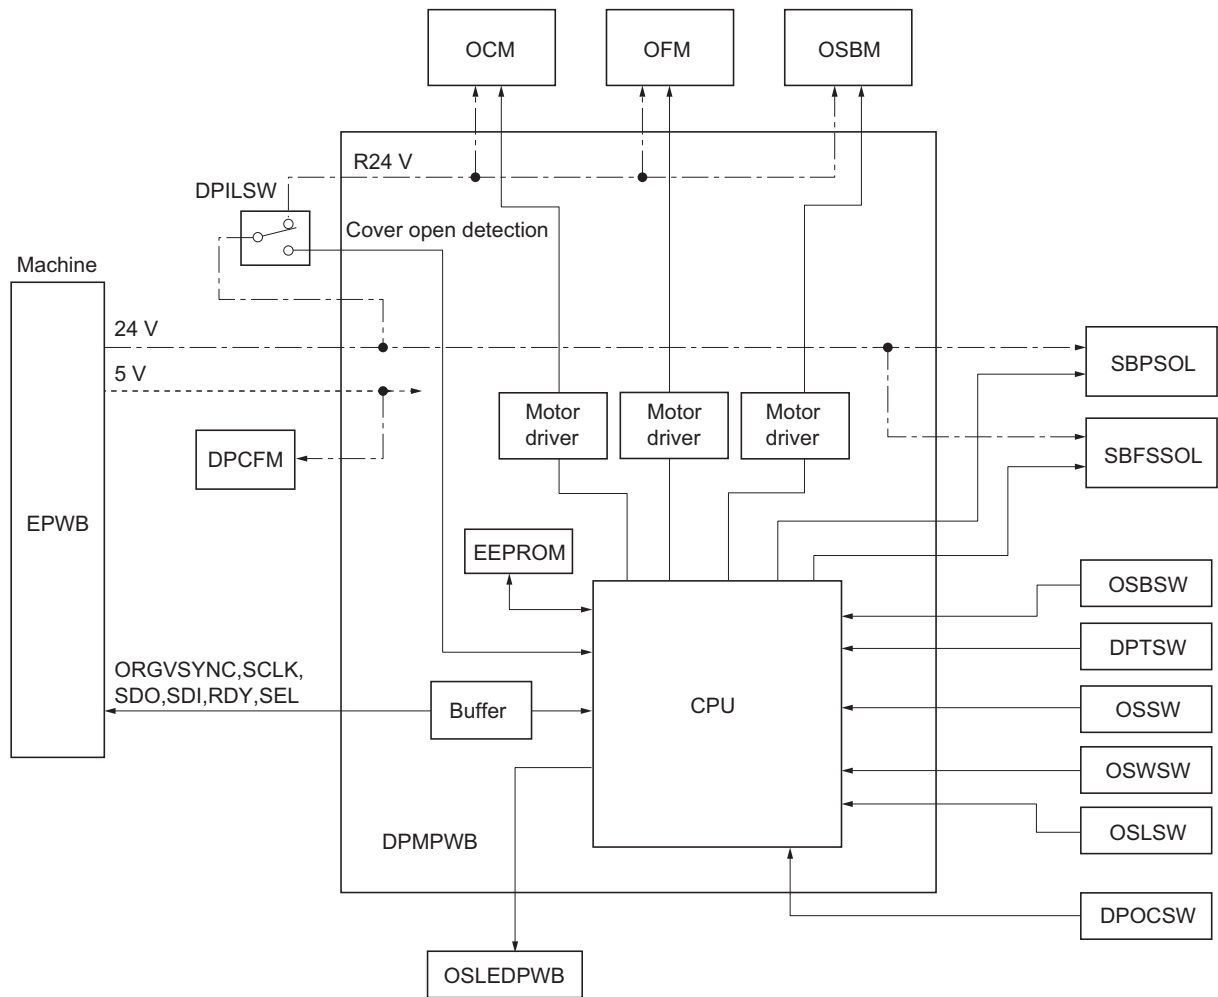 OCM
OFM
OSBM
R24 V
DPILSW
Cover open detection
Machine
24 V
SBPSOL
5 V
Motor
driver
Motor
driver
Motor
driver
DPCFM
SBFSSOL
EPWB
EEPROM
OSBSW
DPTSW
ORGVSYNC,SCLK,
SDO,SDI,RDY,SEL
Buffer
CPU
OSSW
OSWSW
OSLSW
DPMPWB
DPOCSW
OSLEDPWB